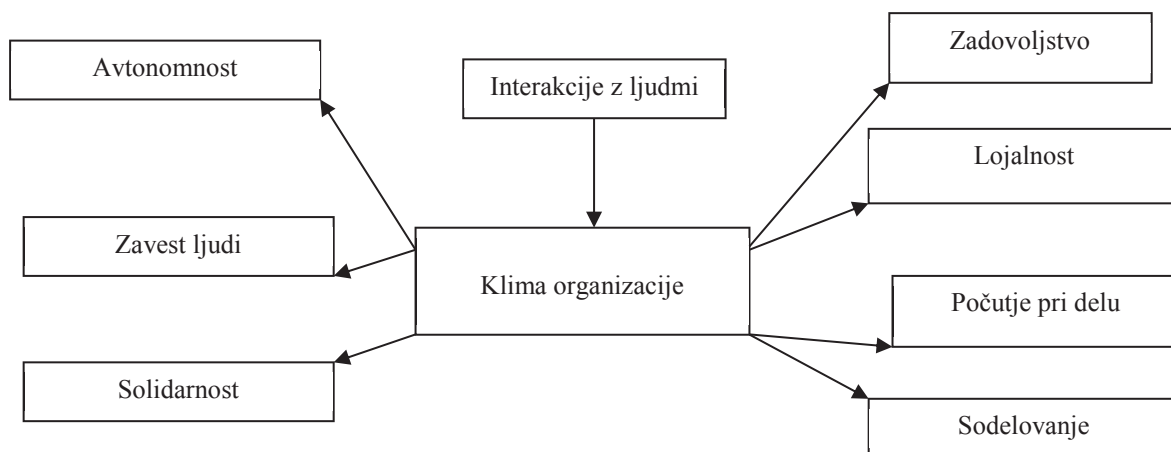 Avtonomnost
Interakcije z ljudmi
Zadovoljstvo
Lojalnost
Zavest ljudi
Klima organizacije
Počutje pri delu
Solidarnost
Sodelovanje